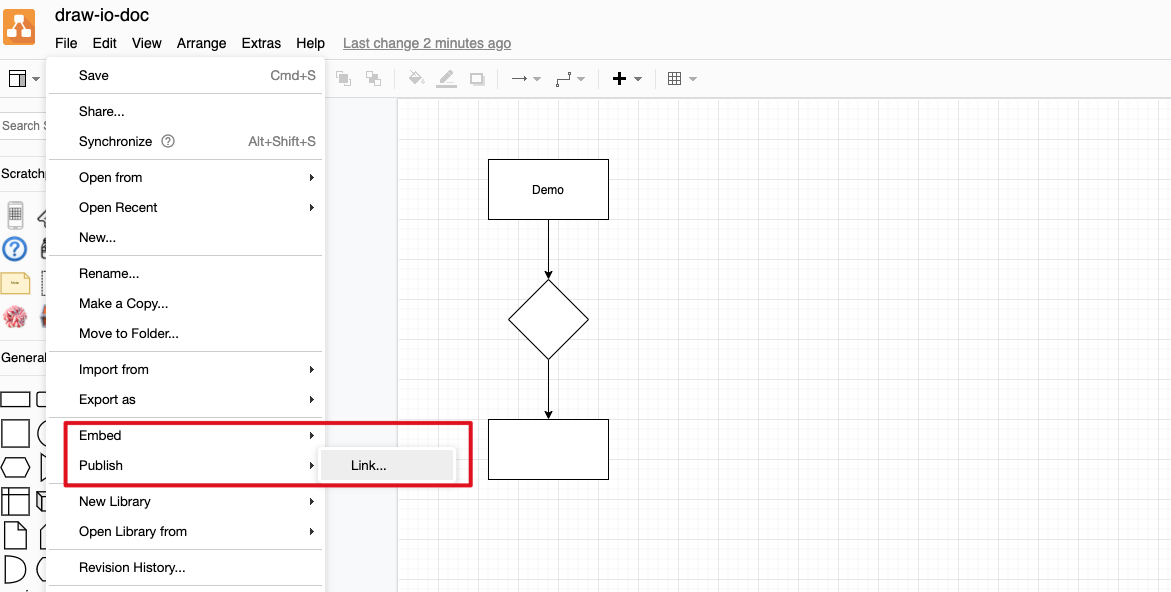 draw-io-doc
File Edit View Arrange Extras Help Last change 2 minutes ago
Save Cmd+S
Share...
Search S
Synchronize ? Alt+Shift+S
Scratchp
Open from
Open Recent
New...
Rename...
Make a Copy...
Move to Folder...
General
Import from
Export as
Embed
Publish
Link...
New Library
Open Library from
Revision History...
Demo